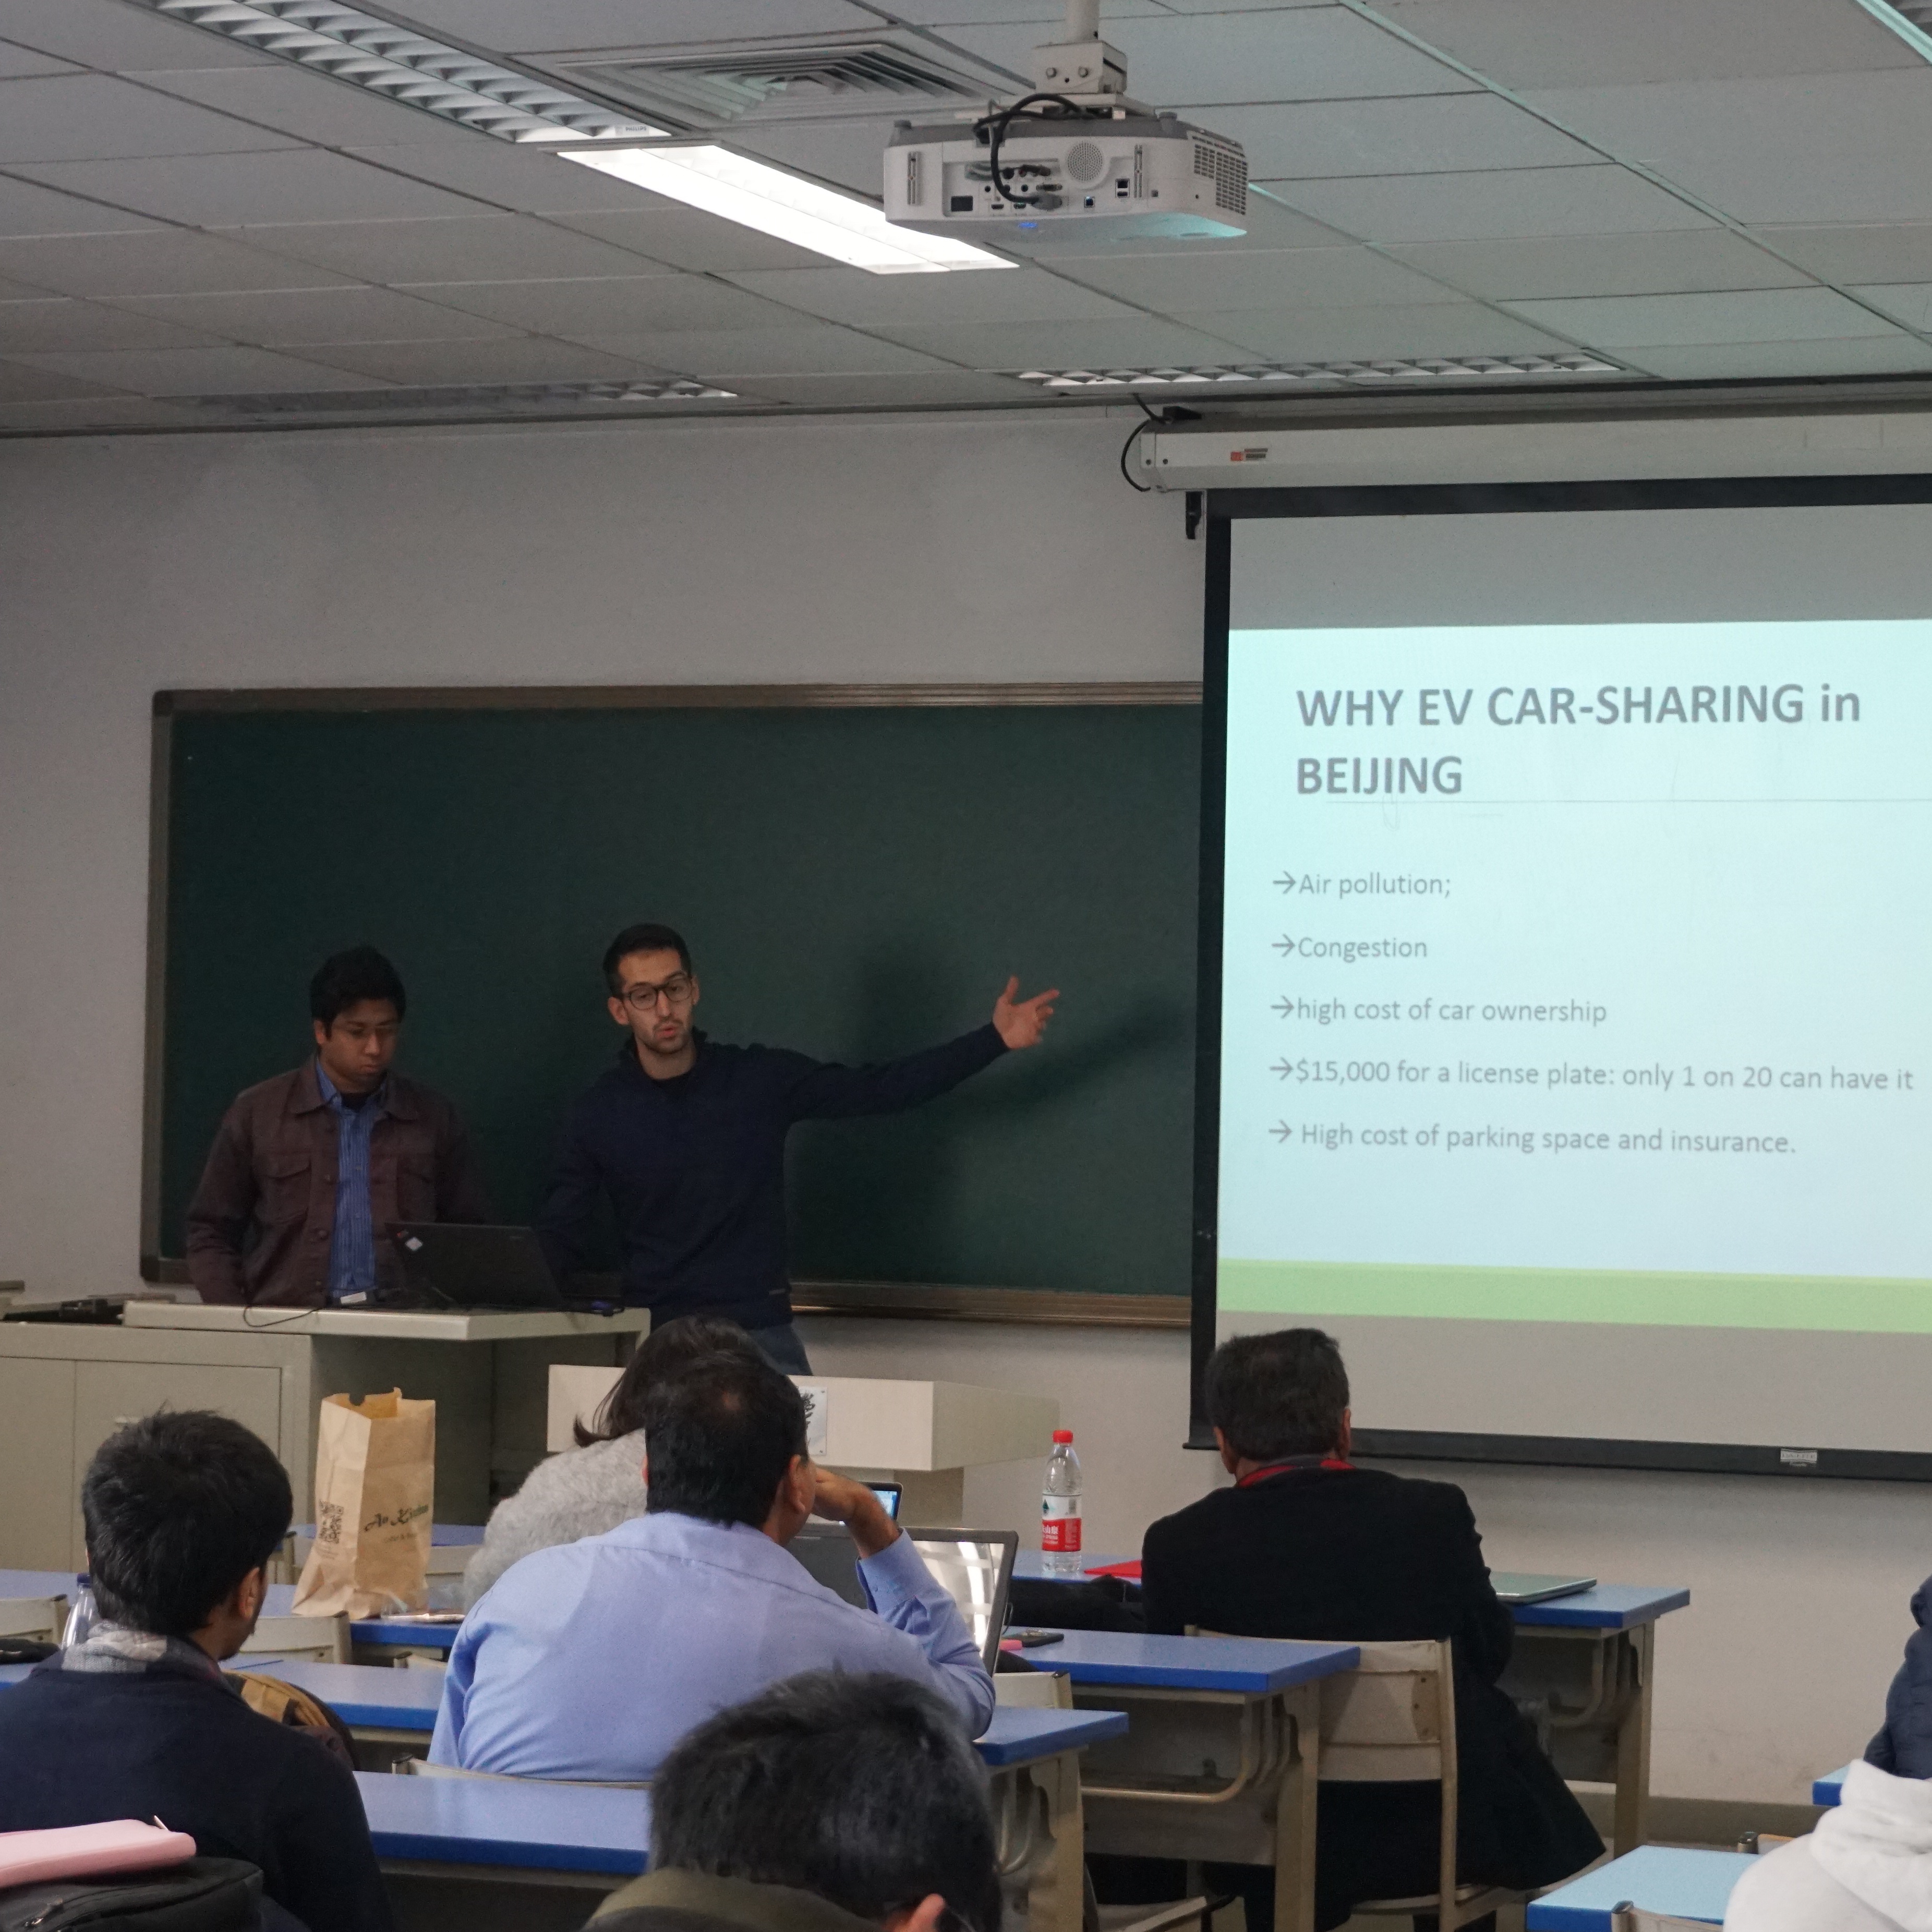 PHILIPS
WHY EV CAR-SHARING in
BEIJING
→Air pollution;
→Congestion
→high cost of car ownership
→$15,000 for a license plate: only 1 on 20 can have it
→ High cost of parking space and insurance.